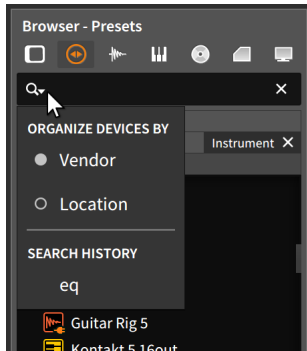 Browser - Presets
ORGANIZE DEVICES BY
Instrument
Vendor
Location
SEARCH HISTORY
eq
Guitar Rig 5
Kontakt 5 16out